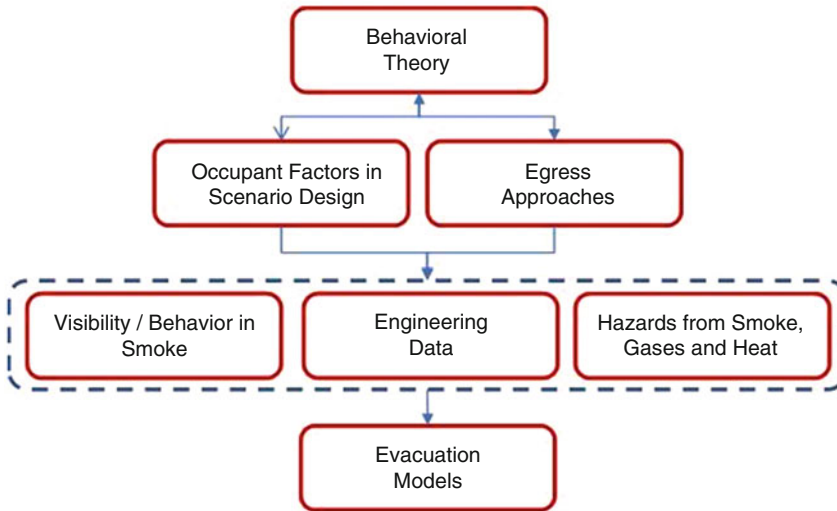 Behavioral
Theory
Occupant Factors in
Scenario Design
Egress
Approaches
Visibility / Behavior in
Smoke
Engineering
Data
Hazards from Smoke,
Gases and Heat
Evacuation
Models